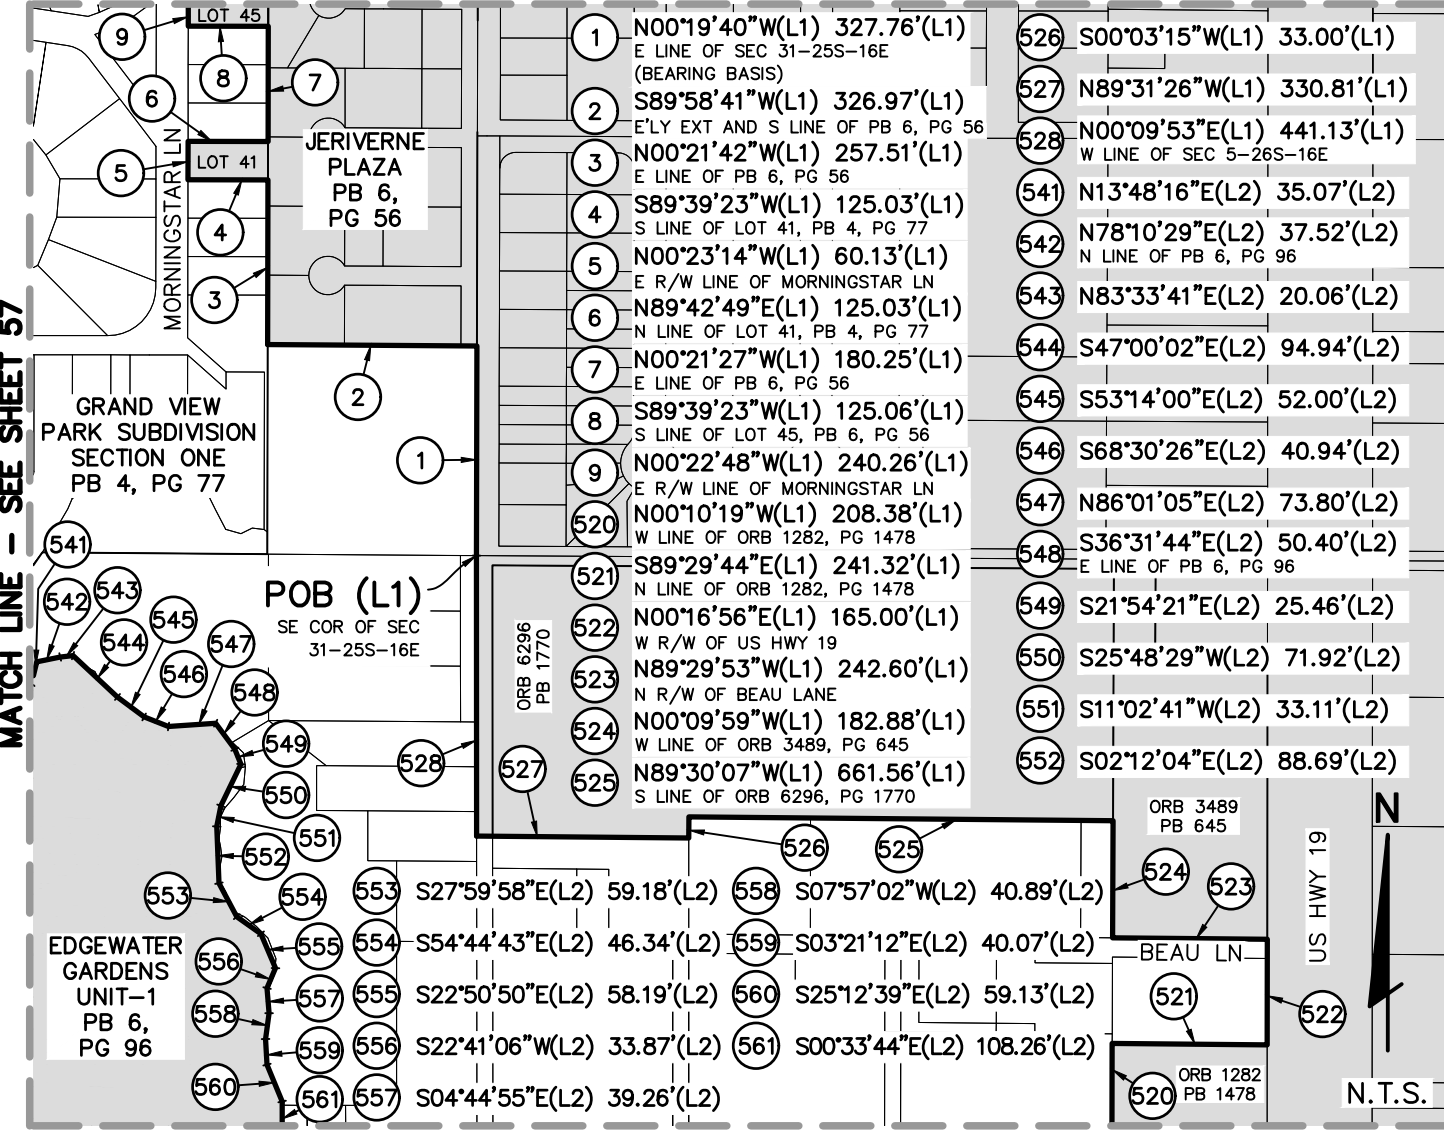 MATCH LINE – SEE SHEET 57
LOT 45
9
8
7
6
MORNINGSTAR LN
5
LOT 41
4
3
JERIVERNE
PLAZA
PB 6,
PG 56
2
1
GRAND VIEW
PARK SUBDIVISION
SECTION ONE
PB 4, PG 77
POB (L1)
SE COR OF SEC
31-25S-16E
541
542
543
544
545
546
547
548
549
550
551
552
553
554
555
556
557
558
559
560
561
EDGEWATER
GARDENS
UNIT-1
PB 6,
PG 96
528
527
ORB 6296
PB 1770
526
525
524
523
522
521
520
ORB 3489
PB 645
BEAU LN
US HWY 19
ORB 1282
PB 1478
N
N.T.S.
1 N00°19'40"W(L1) 327.76'(L1)
E LINE OF SEC 31-25S-16E
(BEARING BASIS)
2 S89°58'41"W(L1) 326.97'(L1)
E'LY EXT AND S LINE OF PB 6, PG 56
3 N00°21'42"W(L1) 257.51'(L1)
E LINE OF PB 6, PG 56
4 S89°39'23"W(L1) 125.03'(L1)
S LINE OF LOT 41, PB 4, PG 77
5 N00°23'14"W(L1) 60.13'(L1)
E R/W LINE OF MORNINGSTAR LN
6 N89°42'49"E(L1) 125.03'(L1)
N LINE OF LOT 41, PB 4, PG 77
7 N00°21'27"W(L1) 180.25'(L1)
E LINE OF PB 6, PG 56
8 S89°39'23"W(L1) 125.06'(L1)
S LINE OF LOT 45, PB 6, PG 56
9 N00°22'48"W(L1) 240.26'(L1)
E R/W LINE OF MORNINGSTAR LN
520 N00°10'19"W(L1) 208.38'(L1)
W LINE OF ORB 1282, PG 1478
521 S89°29'44"E(L1) 241.32'(L1)
N LINE OF ORB 1282, PG 1478
522 N00°16'56"E(L1) 165.00'(L1)
W R/W OF US HWY 19
523 N89°29'53"W(L1) 242.60'(L1)
N R/W OF BEAU LANE
524 N00°09'59"W(L1) 182.88'(L1)
W LINE OF ORB 3489, PG 645
525 N89°30'07"W(L1) 661.56'(L1)
S LINE OF ORB 6296, PG 1770
526 S00°03'15"W(L1) 33.00'(L1)
527 N89°31'26"W(L1) 330.81'(L1)
528 N00°09'53"E(L1) 441.13'(L1)
W LINE OF SEC 5-26S-16E
541 N13°48'16"E(L2) 35.07'(L2)
542 N78°10'29"E(L2) 37.52'(L2)
N LINE OF PB 6, PG 96
543 N83°33'41"E(L2) 20.06'(L2)
544 S47°00'02"E(L2) 94.94'(L2)
545 S53°14'00"E(L2) 52.00'(L2)
546 S68°30'26"E(L2) 40.94'(L2)
547 N86°01'05"E(L2) 73.80'(L2)
548 S36°31'44"E(L2) 50.40'(L2)
E LINE OF PB 6, PG 96
549 S21°54'21"E(L2) 25.46'(L2)
550 S25°48'29"W(L2) 71.92'(L2)
551 S11°02'41"W(L2) 33.11'(L2)
552 S02°12'04"E(L2) 88.69'(L2)
553 S27°59'58"E(L2) 59.18'(L2)
554 S54°44'43"E(L2) 46.34'(L2)
555 S22°50'50"E(L2) 58.19'(L2)
556 S22°41'06"W(L2) 33.87'(L2)
557 S04°44'55"E(L2) 39.26'(L2)
558 S07°57'02"W(L2) 40.89'(L2)
559 S03°21'12"E(L2) 40.07'(L2)
560 S25°12'39"E(L2) 59.13'(L2)
561 S00°33'44"E(L2) 108.26'(L2)